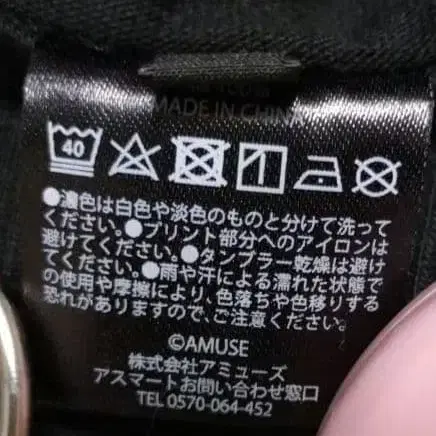 MADE IN CHINA
40
●濃色は白色や淡色のものと分けて洗って
ください。●プリント部分へのアイロンは
避けてください。●タンブラー乾燥は避け
てください。●雨や汗による濡れた状態で
の使用や摩擦により、色落ちや色移りする
恐れがありますので、ご注意ください。
©AMUSE
株式会社アミューズ
アスマートお問い合わせ窓口
TEL 0570-064-452